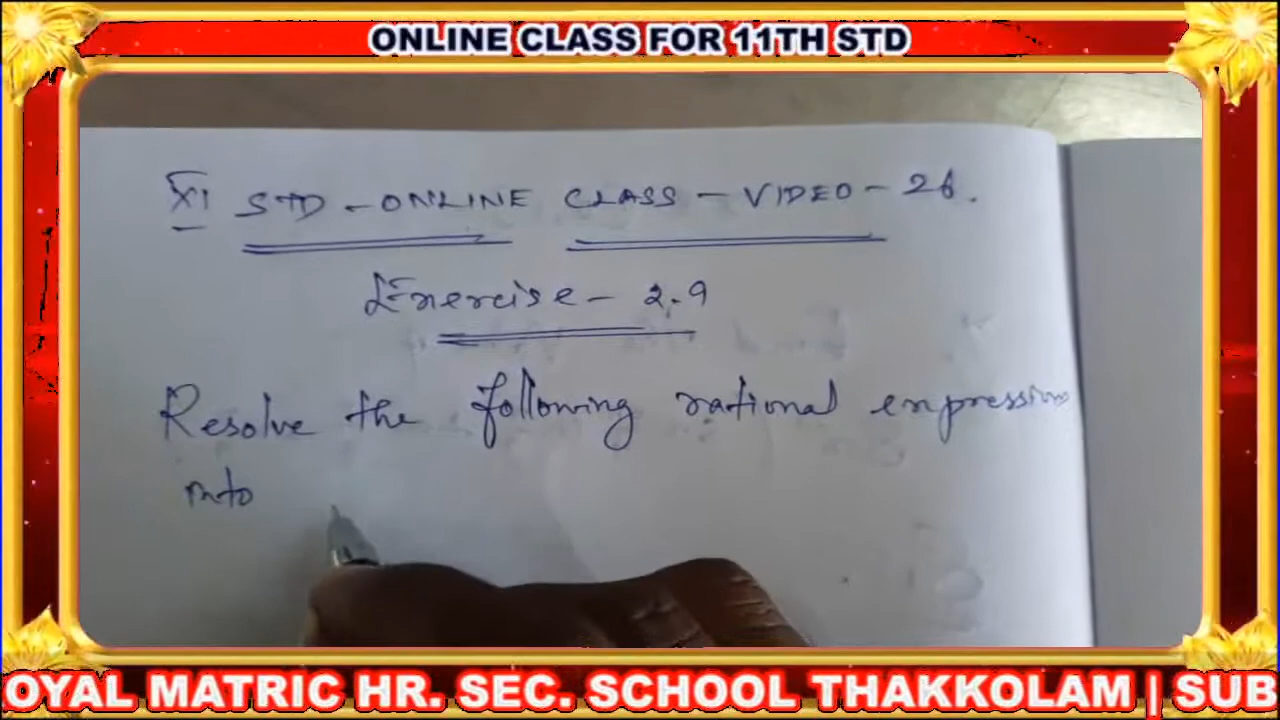 ONLINE CLASS FOR 11TH STD
XI STD - ONLINE CLASS - VIDEO - 26.
Exercise - 2.9
Resolve the following rational expressions
into
OYAL MATRIC HR. SEC. SCHOOL THAKKOLAM | SUB